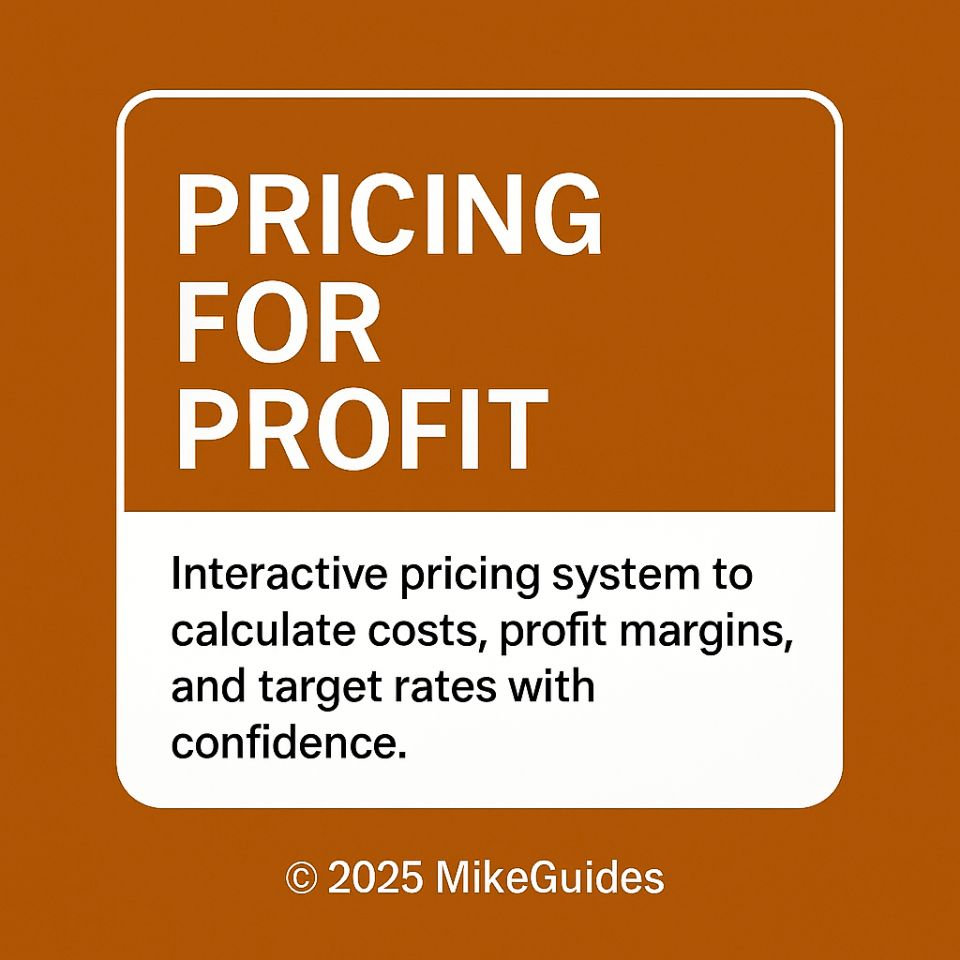 PRICING
FOR
PROFIT
Interactive pricing system to
calculate costs, profit margins,
and target rates with
confidence.
© 2025 MikeGuides